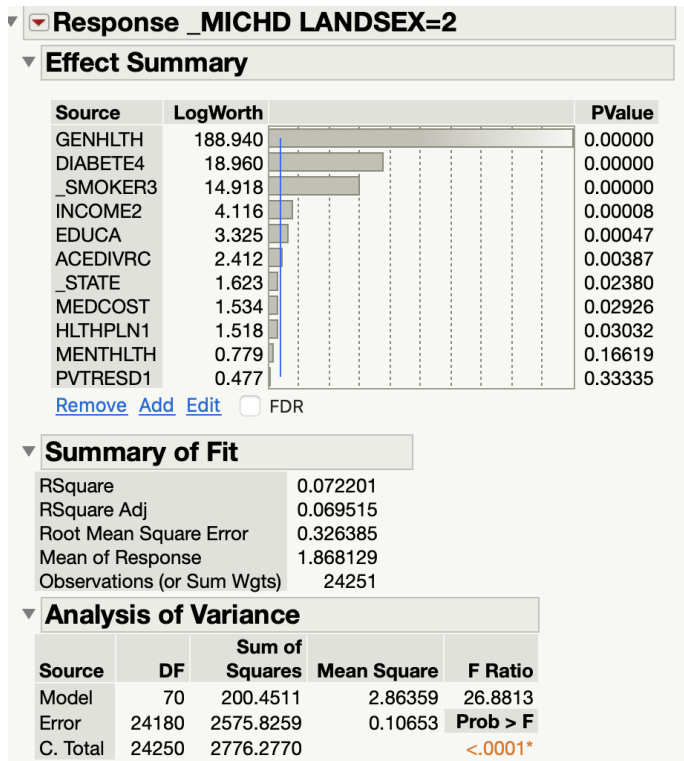 Response _MICHD LANDSEX=2
Effect Summary
Source LogWorth PValue
GENHLTH 188.940 0.00000
DIABETE4 18.960 0.00000
_SMOKER3 14.918 0.00000
INCOME2 4.116 0.00008
EDUCA 3.325 0.00047
ACEDIVRC 2.412 0.00387
_STATE 1.623 0.02380
MEDCOST 1.534 0.02926
HLTHPLN1 1.518 0.03032
MENTHLTH 0.779 0.16619
PVTRESD1 0.477 0.33335
Remove Add Edit FDR
Summary of Fit
RSquare 0.072201
RSquare Adj 0.069515
Root Mean Square Error 0.326385
Mean of Response 1.868129
Observations (or Sum Wgts) 24251
Analysis of Variance
Sum of
Source DF Squares Mean Square F Ratio
Model 70 200.4511 2.86359 26.8813
Error 24180 2575.8259 0.10653 Prob > F
C. Total 24250 2776.2770 <.0001*